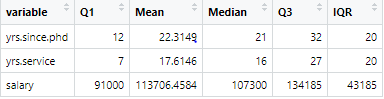 variable Q1 Mean Median Q3 IQR
yrs.since.phd 12 22.3149 21 32 20
yrs.service 7 17.6146 16 27 20
salary 91000 113706.4584 107300 134185 43185